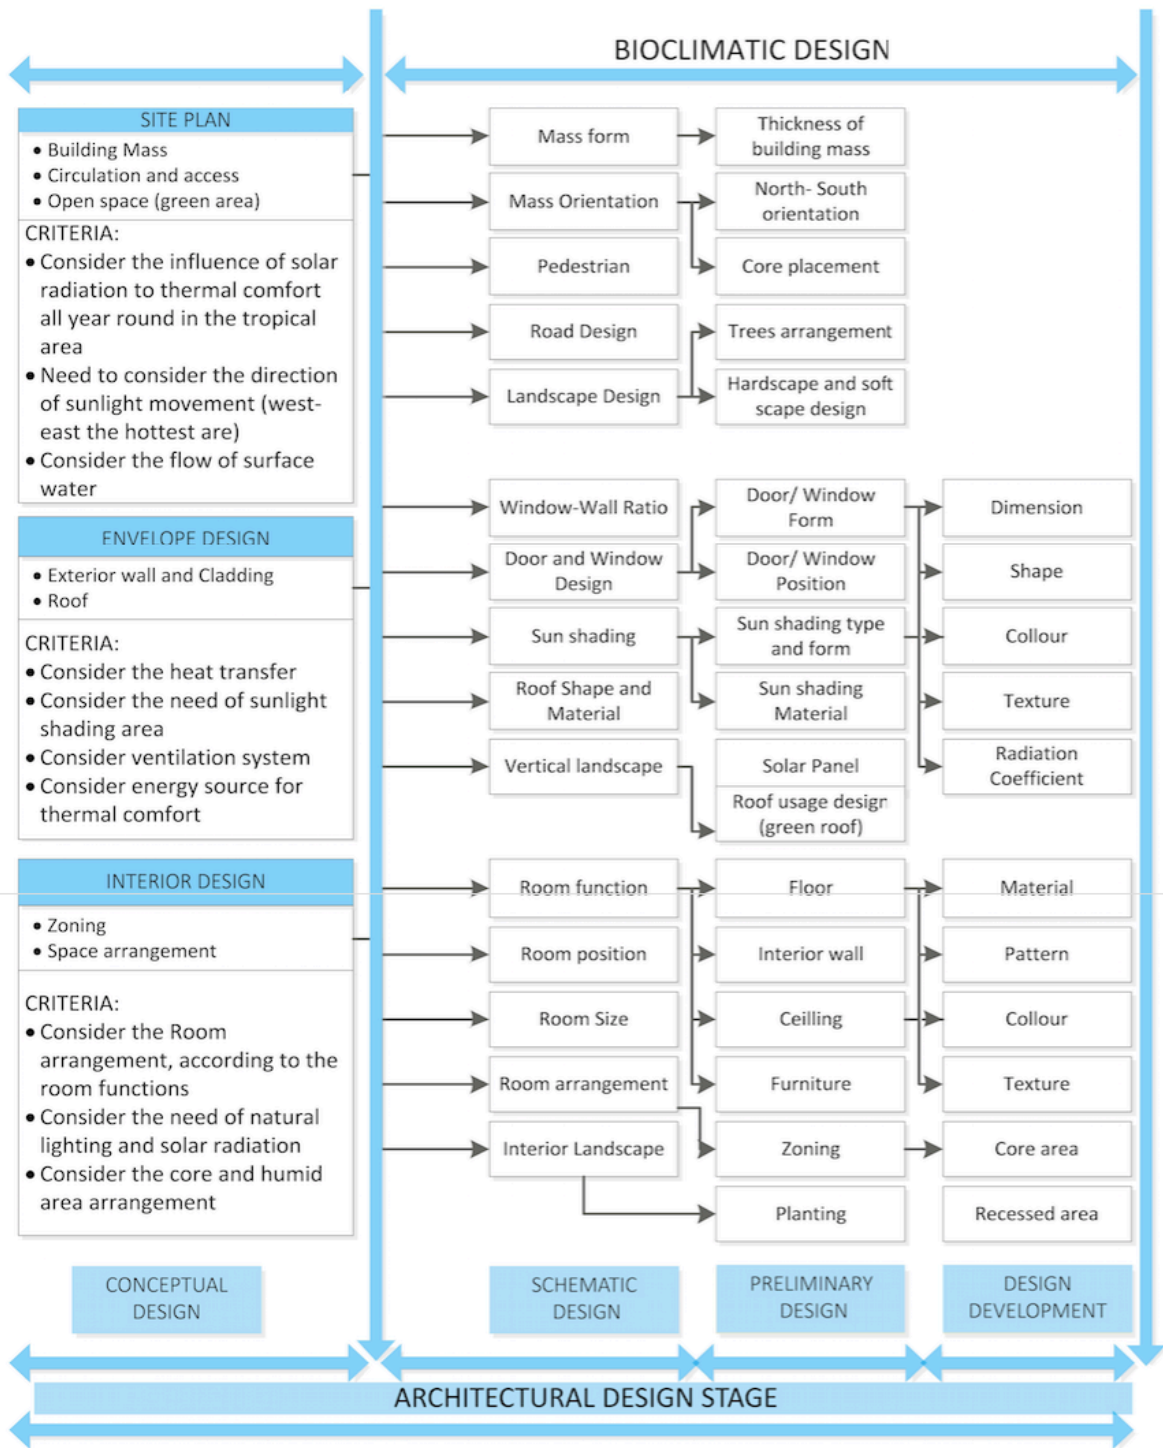 BIOCLIMATIC DESIGN
SITE PLAN
• Building Mass
• Circulation and access
• Open space (green area)
CRITERIA:
• Consider the influence of solar
radiation to thermal comfort
all year round in the tropical
area
• Need to consider the direction
of sunlight movement (west-
east the hottest are)
• Consider the flow of surface
water
Mass form
Thickness of
building mass
Mass Orientation
North- South
orientation
Pedestrian
Core placement
Road Design
Trees arrangement
Landscape Design
Hardscape and soft
scape design
ENVELOPE DESIGN
• Exterior wall and Cladding
• Roof
CRITERIA:
• Consider the heat transfer
• Consider the need of sunlight
shading area
• Consider ventilation system
• Consider energy source for
thermal comfort
Window-Wall Ratio
Door/ Window
Form
Dimension
Door and Window
Design
Door/ Window
Position
Shape
Sun shading
Sun shading type
and form
Collour
Roof Shape and
Material
Sun shading
Material
Texture
Vertical landscape
Solar Panel
Radiation
Coefficient
Roof usage design
(green roof)
INTERIOR DESIGN
• Zoning
• Space arrangement
CRITERIA:
• Consider the Room
arrangement, according to the
room functions
• Consider the need of natural
lighting and solar radiation
• Consider the core and humid
area arrangement
Room function
Floor
Material
Room position
Interior wall
Pattern
Room Size
Ceilling
Collour
Room arrangement
Furniture
Texture
Interior Landscape
Zoning
Core area
Planting
Recessed area
CONCEPTUAL
DESIGN
SCHEMATIC
DESIGN
PRELIMINARY
DESIGN
DESIGN
DEVELOPMENT
ARCHITECTURAL DESIGN STAGE